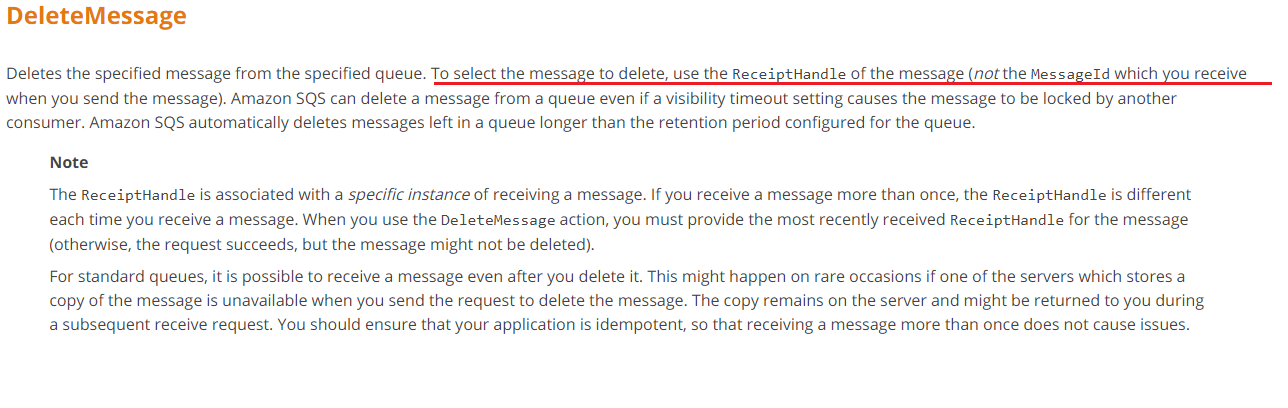 DeleteMessage
Deletes the specified message from the specified queue. To select the message to delete, use the ReceiptHandle of the message (not the MessageId which you receive
when you send the message). Amazon SQS can delete a message from a queue even if a visibility timeout setting causes the message to be locked by another
consumer. Amazon SQS automatically deletes messages left in a queue longer than the retention period configured for the queue.
Note
The ReceiptHandle is associated with a specific instance of receiving a message. If you receive a message more than once, the ReceiptHandle is different
each time you receive a message. When you use the DeleteMessage action, you must provide the most recently received ReceiptHandle for the message
(otherwise, the request succeeds, but the message might not be deleted).
For standard queues, it is possible to receive a message even after you delete it. This might happen on rare occasions if one of the servers which stores a
copy of the message is unavailable when you send the request to delete the message. The copy remains on the server and might be returned to you during
a subsequent receive request. You should ensure that your application is idempotent, so that receiving a message more than once does not cause issues.